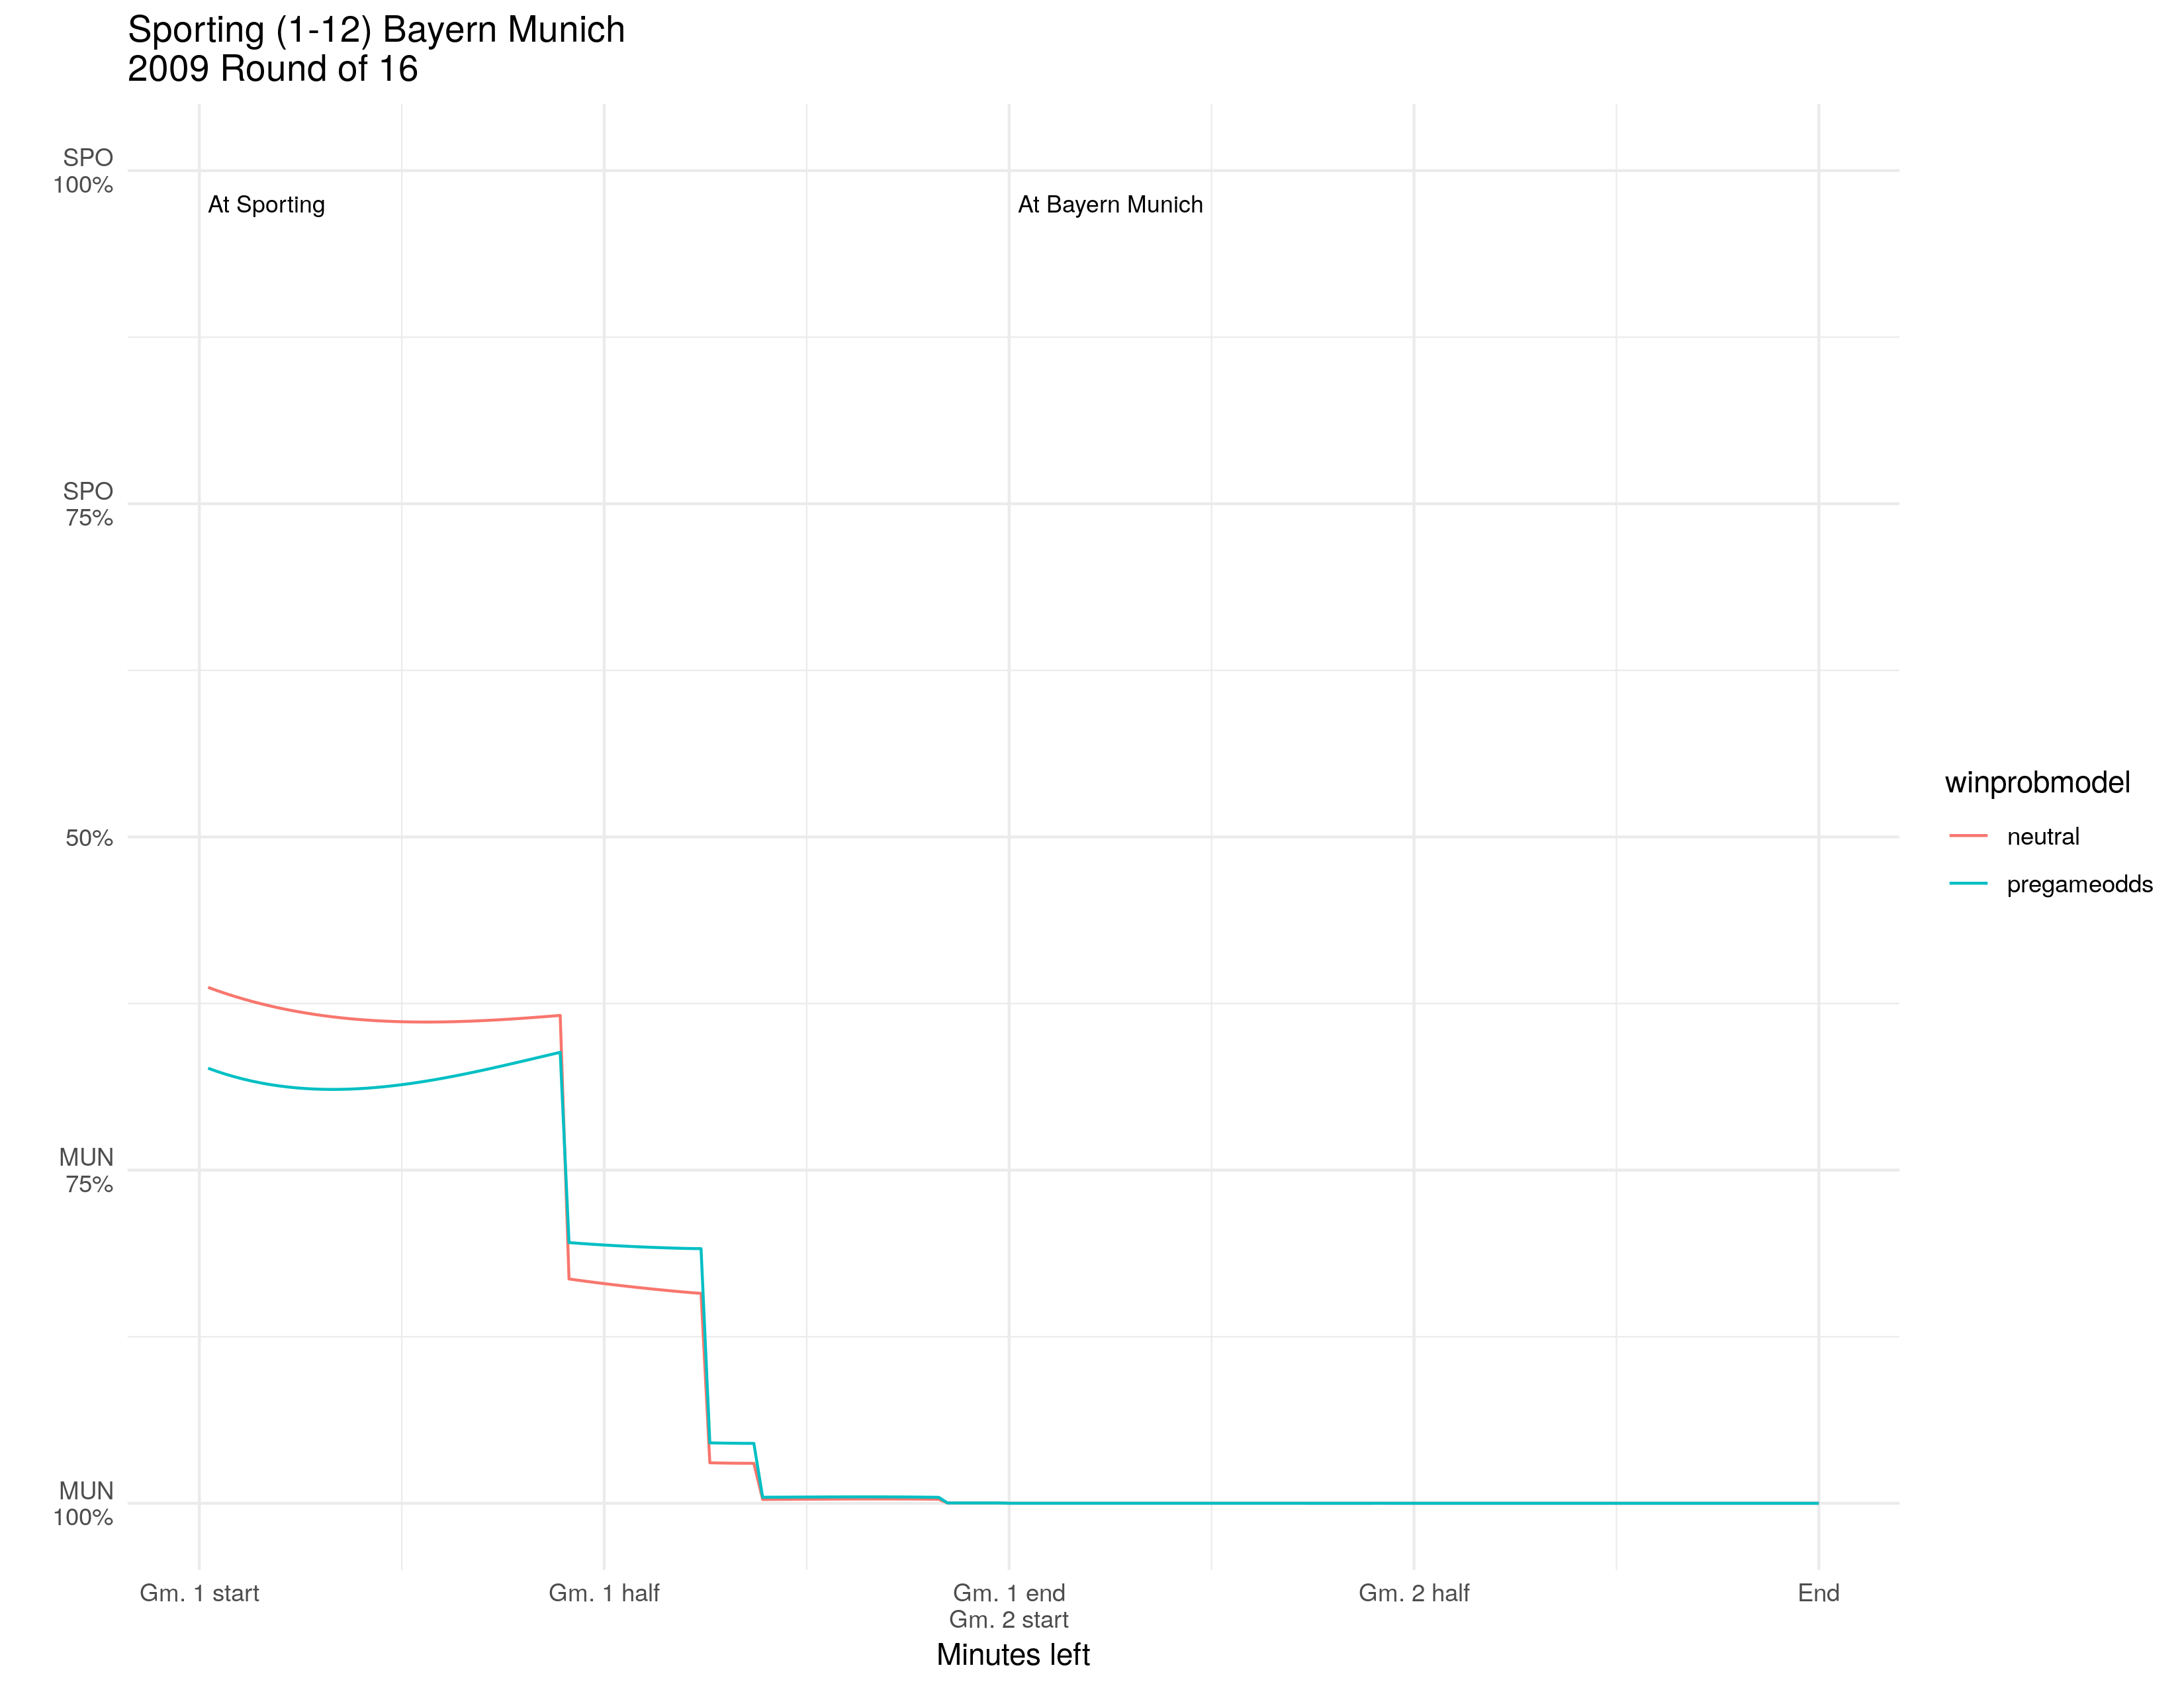 Sporting (1-12) Bayern Munich
2009 Round of 16
SPO
100%
At Sporting
At Bayern Munich
SPO
75%
50%
MUN
75%
MUN
100%
winprobmodel
neutral
pregameodds
Gm. 1 start
Gm. 1 half
Gm. 1 end
Gm. 2 start
Gm. 2 half
End
Minutes left